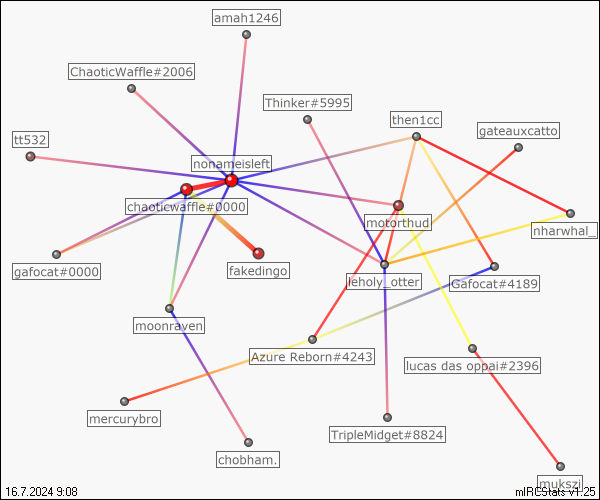 amah1246
ChaoticWaffle#2006
Thinker#5995
then1cc
gateauxcatto
tt532
nohameisleft
chaoticwaffle#0000
motorthud
nharwhal_
gafocat#0000
fakedingo
leholy_otter
Gafocat#4189
moonraven
Azure Reborn#4243
lucas das oppai#2396
mercurybro
TripleMidget#8824
chobham.
mukszi
16.7.2024 9:08
mIRCStats v1.25